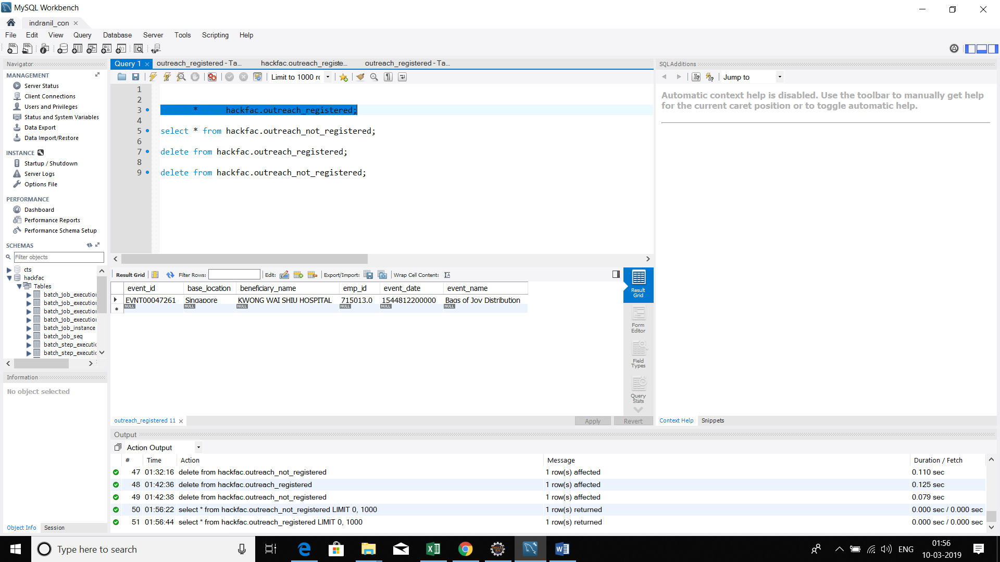 MySQL Workbench
indranil_con
File Edit View Query Database Server Tools Scripting Help
Navigator
MANAGEMENT
Server Status
Client Connections
Users and Privileges
Status and System Variables
Data Export
Data Import/Restore
INSTANCE
Startup / Shutdown
Server Logs
Options File
PERFORMANCE
Dashboard
Performance Reports
Performance Schema Setup
SCHEMAS
Filter objects
cts
hackfac
Tables
batch_job_execution
batch_job_execution
batch_job_execution
batch_job_execution
batch_job_instance
batch_job_seq
batch_step_executio
batch_step_executio
Information
No object selected
Object Info Session
Query 1 outreach_registered - Ta... hackfac.outreach_registe... outreach_registered - Ta...
Limit to 1000 r
1
2
3 * hackfac.outreach_registered;
4
5 select * from hackfac.outreach_not_registered;
6
7 delete from hackfac.outreach_registered;
8
9 delete from hackfac.outreach_not_registered;
Result Grid Filter Rows: Edit: Export/Import: Wrap Cell Content: IA
event_id base_location beneficiary_name emp_id event_date event_name
EVNT00047261 Singapore KWONG WAI SHIU HOSPITAL 715013.0 1544812200000 Bags of Joy Distribution
NULL NULL NULL NULL NULL NULL
Result Grid
Form Editor
Field Types
Query Stats
outreach_registered 11
Apply Revert
SQLAdditions
Jump to
Automatic context help is disabled. Use the toolbar to manually get help
for the current caret position or to toggle automatic help.
Context Help Snippets
Output
Action Output
# Time Action Message Duration / Fetch
47 01:32:16 delete from hackfac.outreach_not_registered 1 row(s) affected 0.110 sec
48 01:42:36 delete from hackfac.outreach_registered 1 row(s) affected 0.125 sec
49 01:42:38 delete from hackfac.outreach_not_registered 1 row(s) affected 0.079 sec
50 01:56:22 select * from hackfac.outreach_not_registered LIMIT 0, 1000 1 row(s) returned 0.000 sec / 0.000 sec
51 01:56:44 select * from hackfac.outreach_registered LIMIT 0, 1000 1 row(s) returned 0.000 sec / 0.000 sec
Type here to search
ENG
01:56
10-03-2019